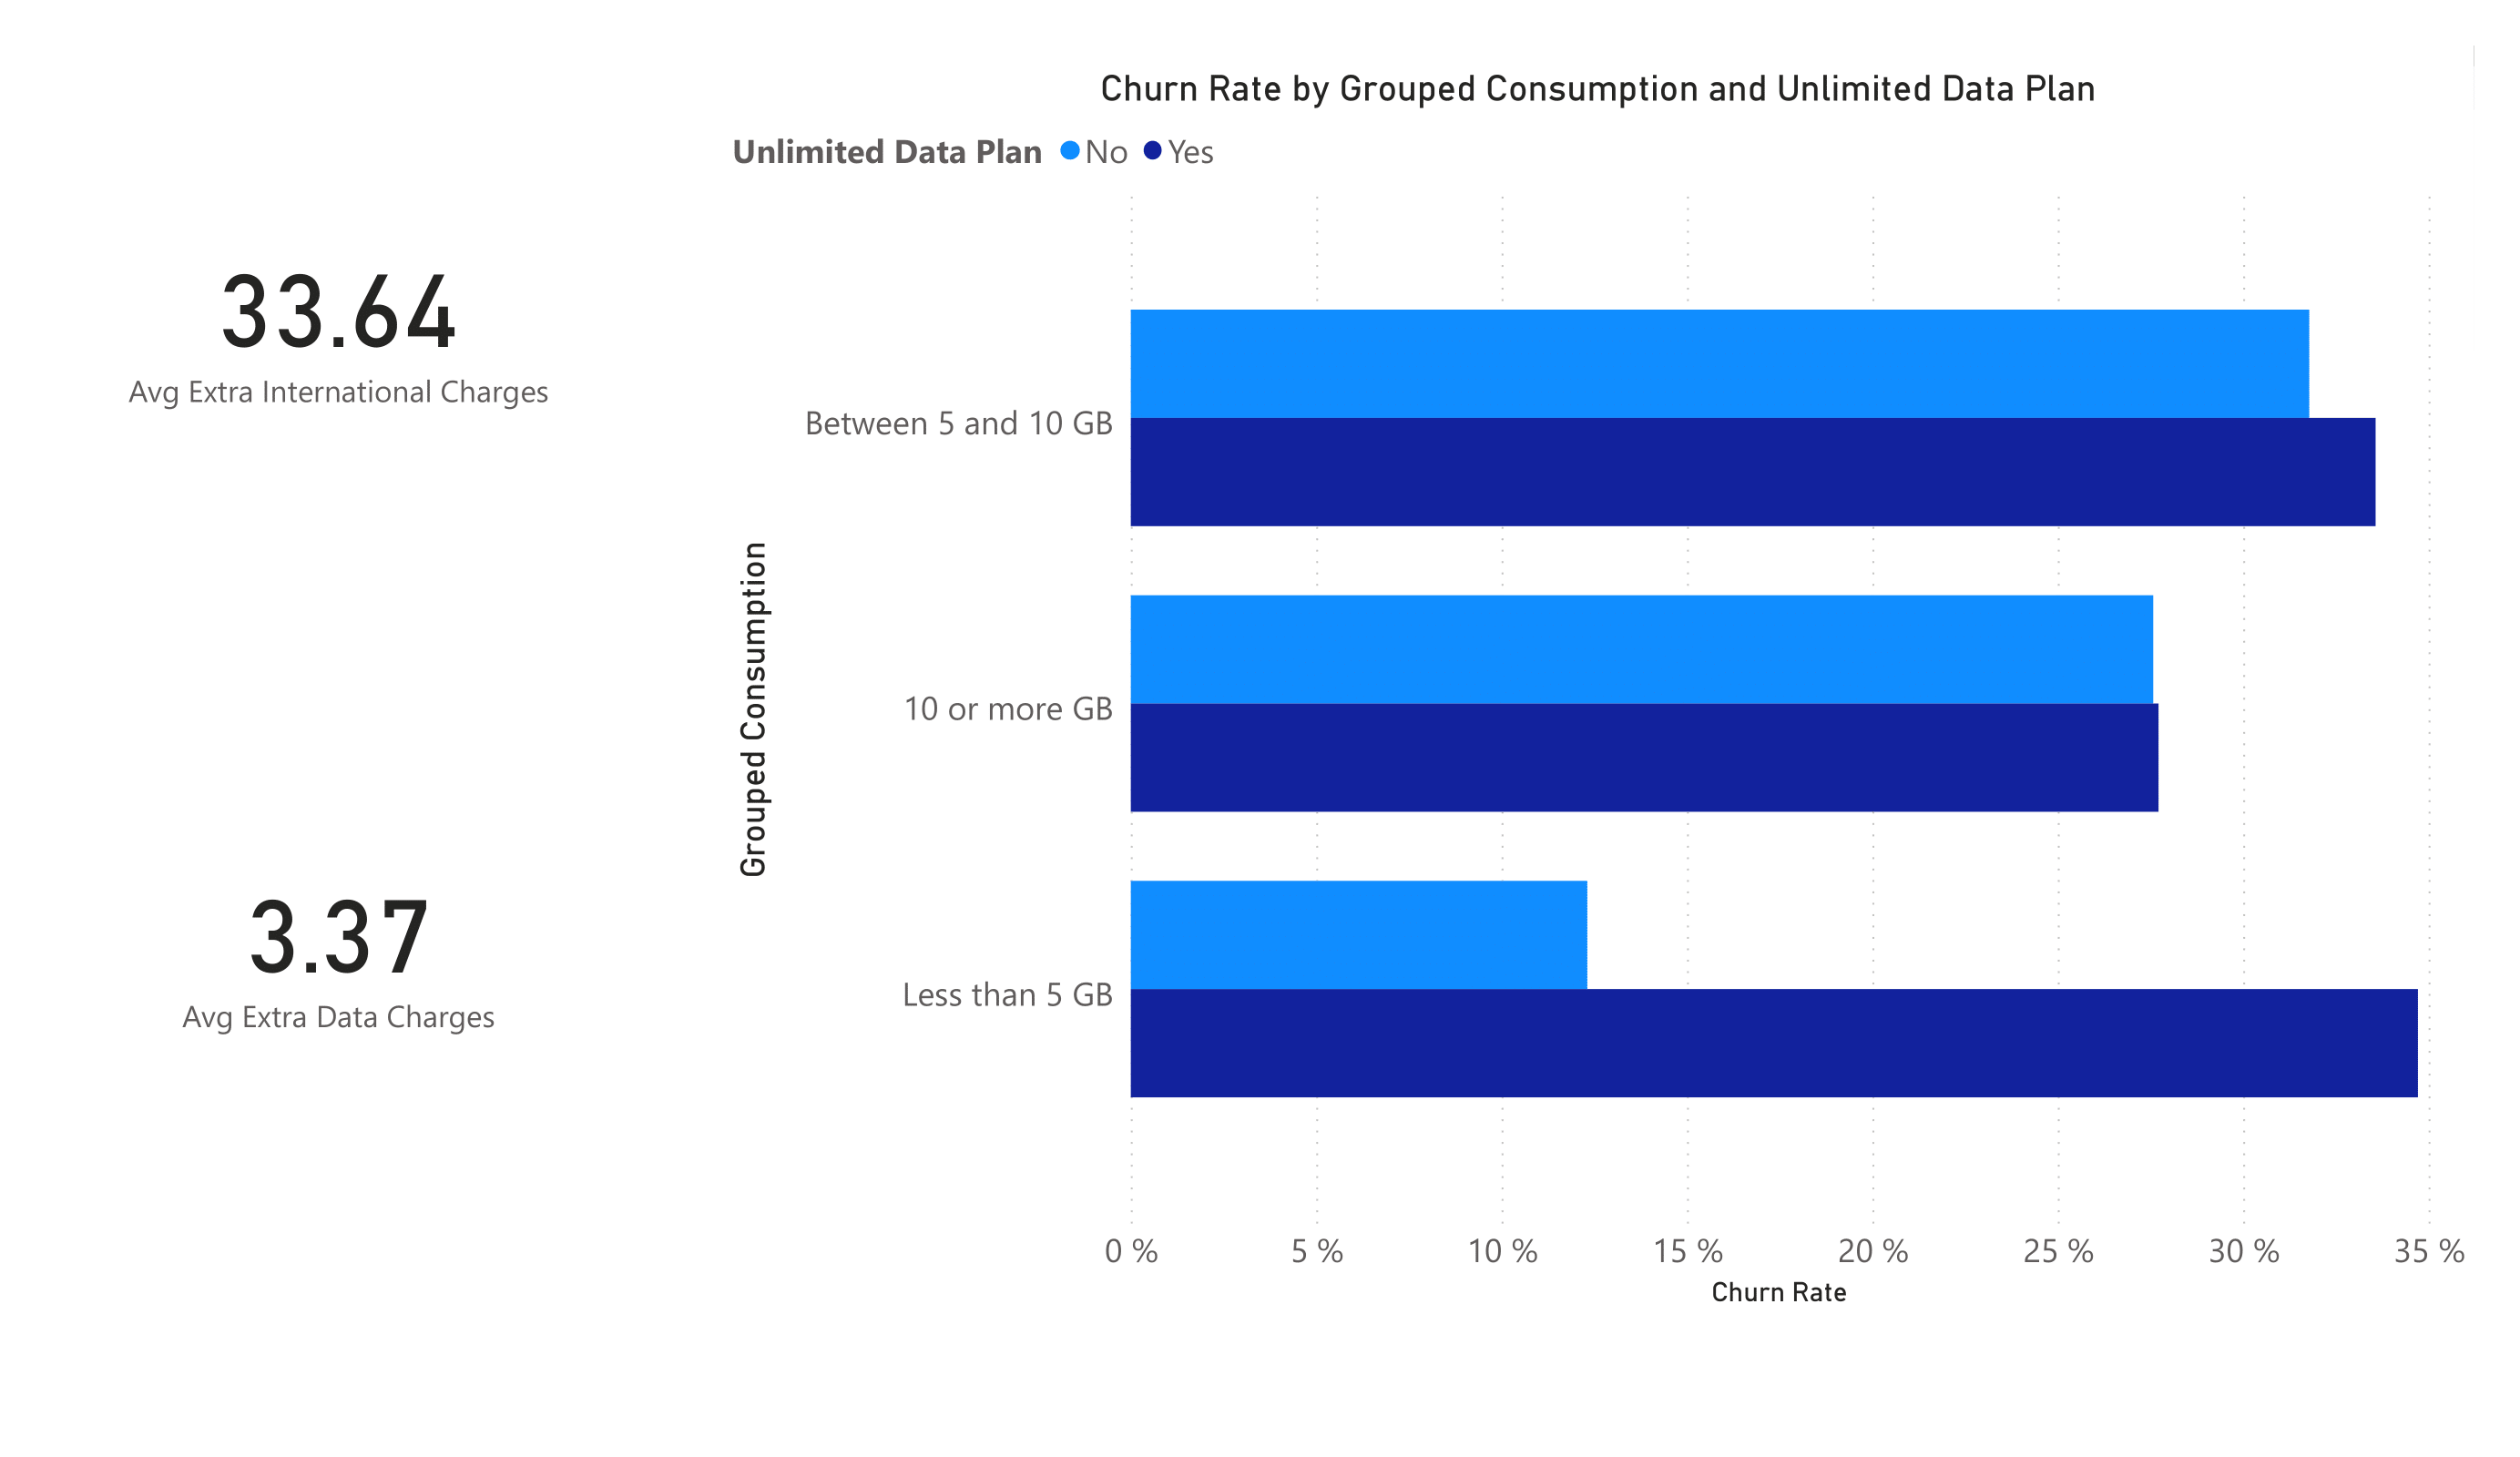 Churn Rate by Grouped Consumption and Unlimited Data Plan
Unlimited Data Plan No Yes
33.64
Avg Extra International Charges
3.37
Avg Extra Data Charges
Grouped Consumption
Between 5 and 10 GB
10 or more GB
Less than 5 GB
0 % 5 % 10 % 15 % 20 % 25 % 30 % 35 %
Churn Rate